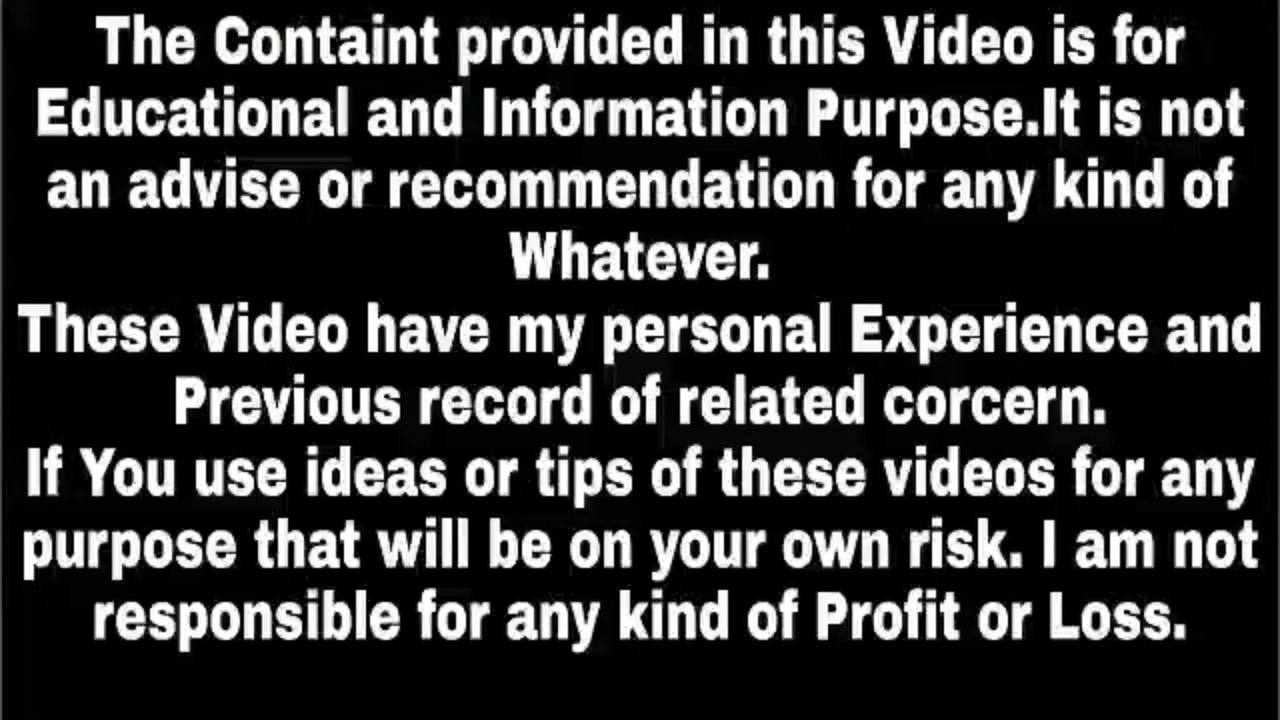 The Containt provided in this Video is for
Educational and Information Purpose.It is not
an advise or recommendation for any kind of
Whatever.
These Video have my personal Experience and
Previous record of related corcern.
If You use ideas or tips of these videos for any
purpose that will be on your own risk. I am not
responsible for any kind of Profit or Loss.